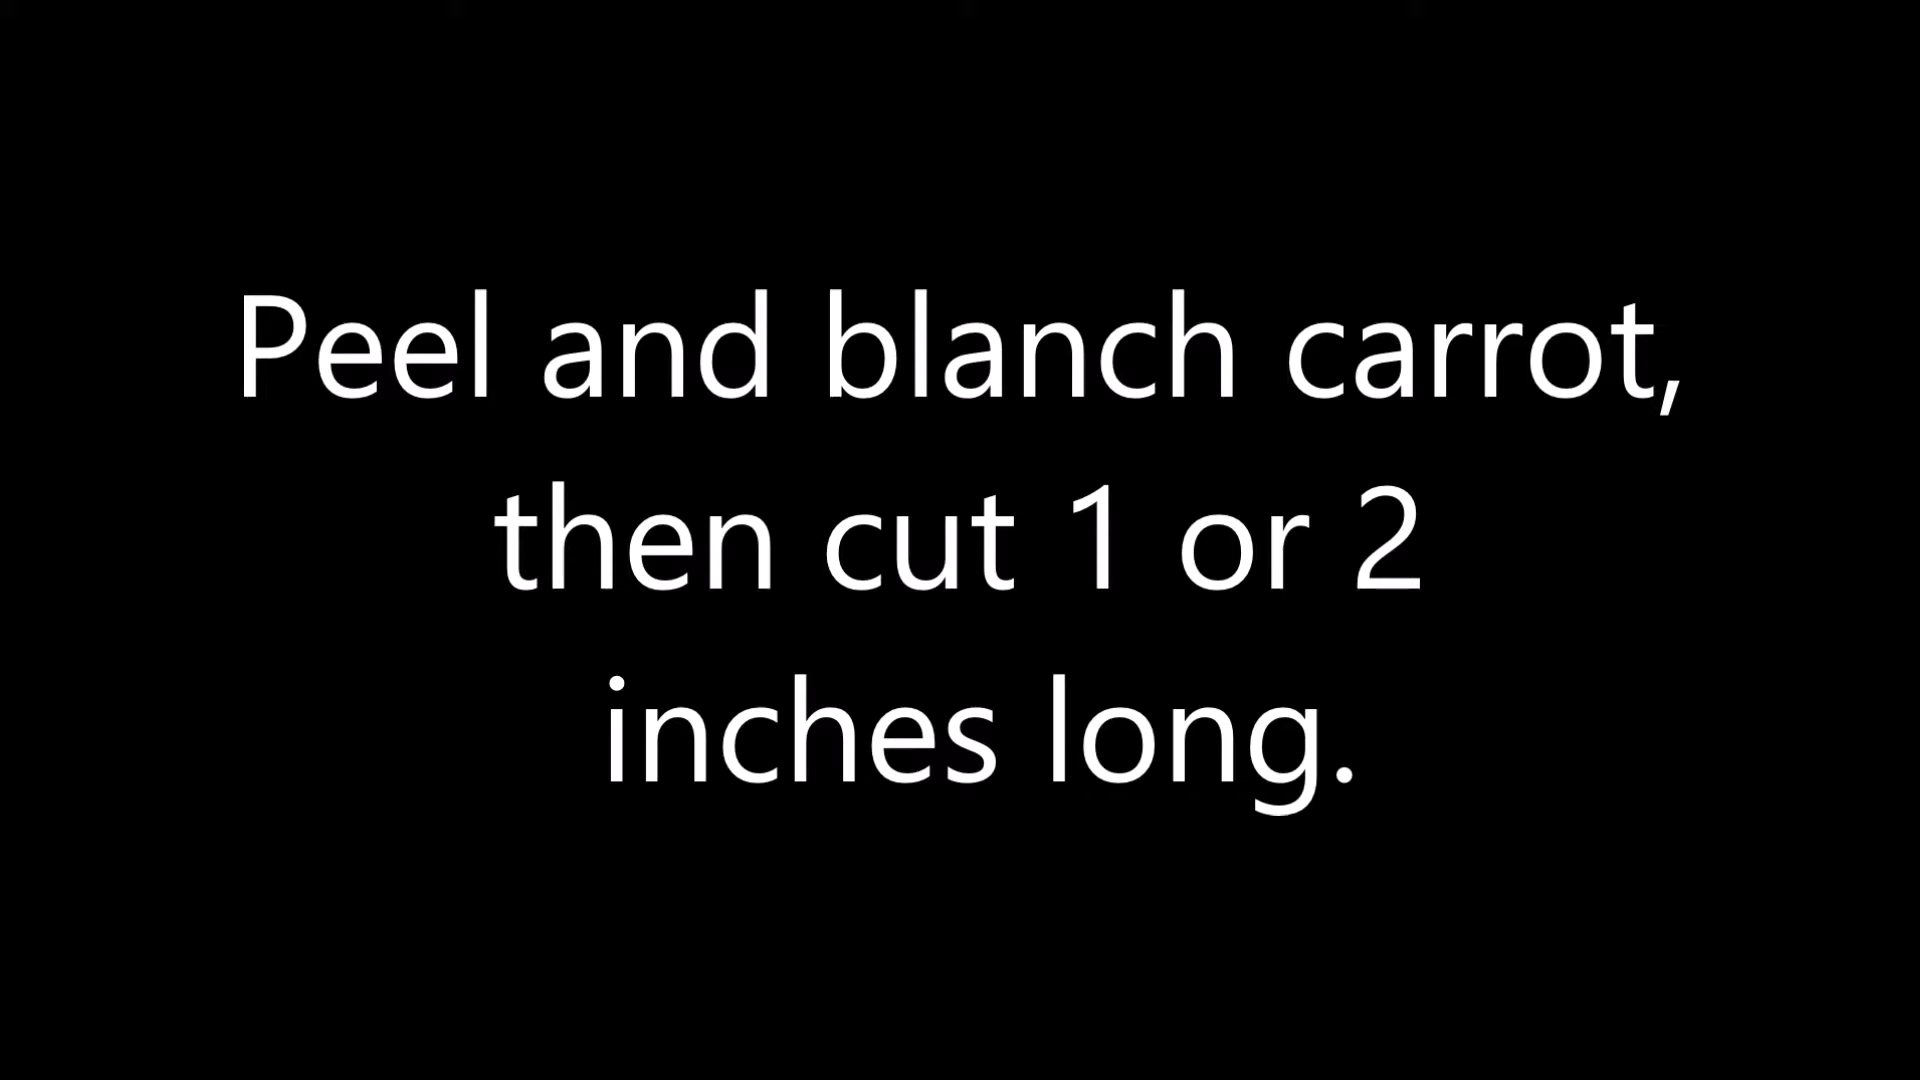 Peel and blanch carrot,
then cut 1 or 2
inches long.